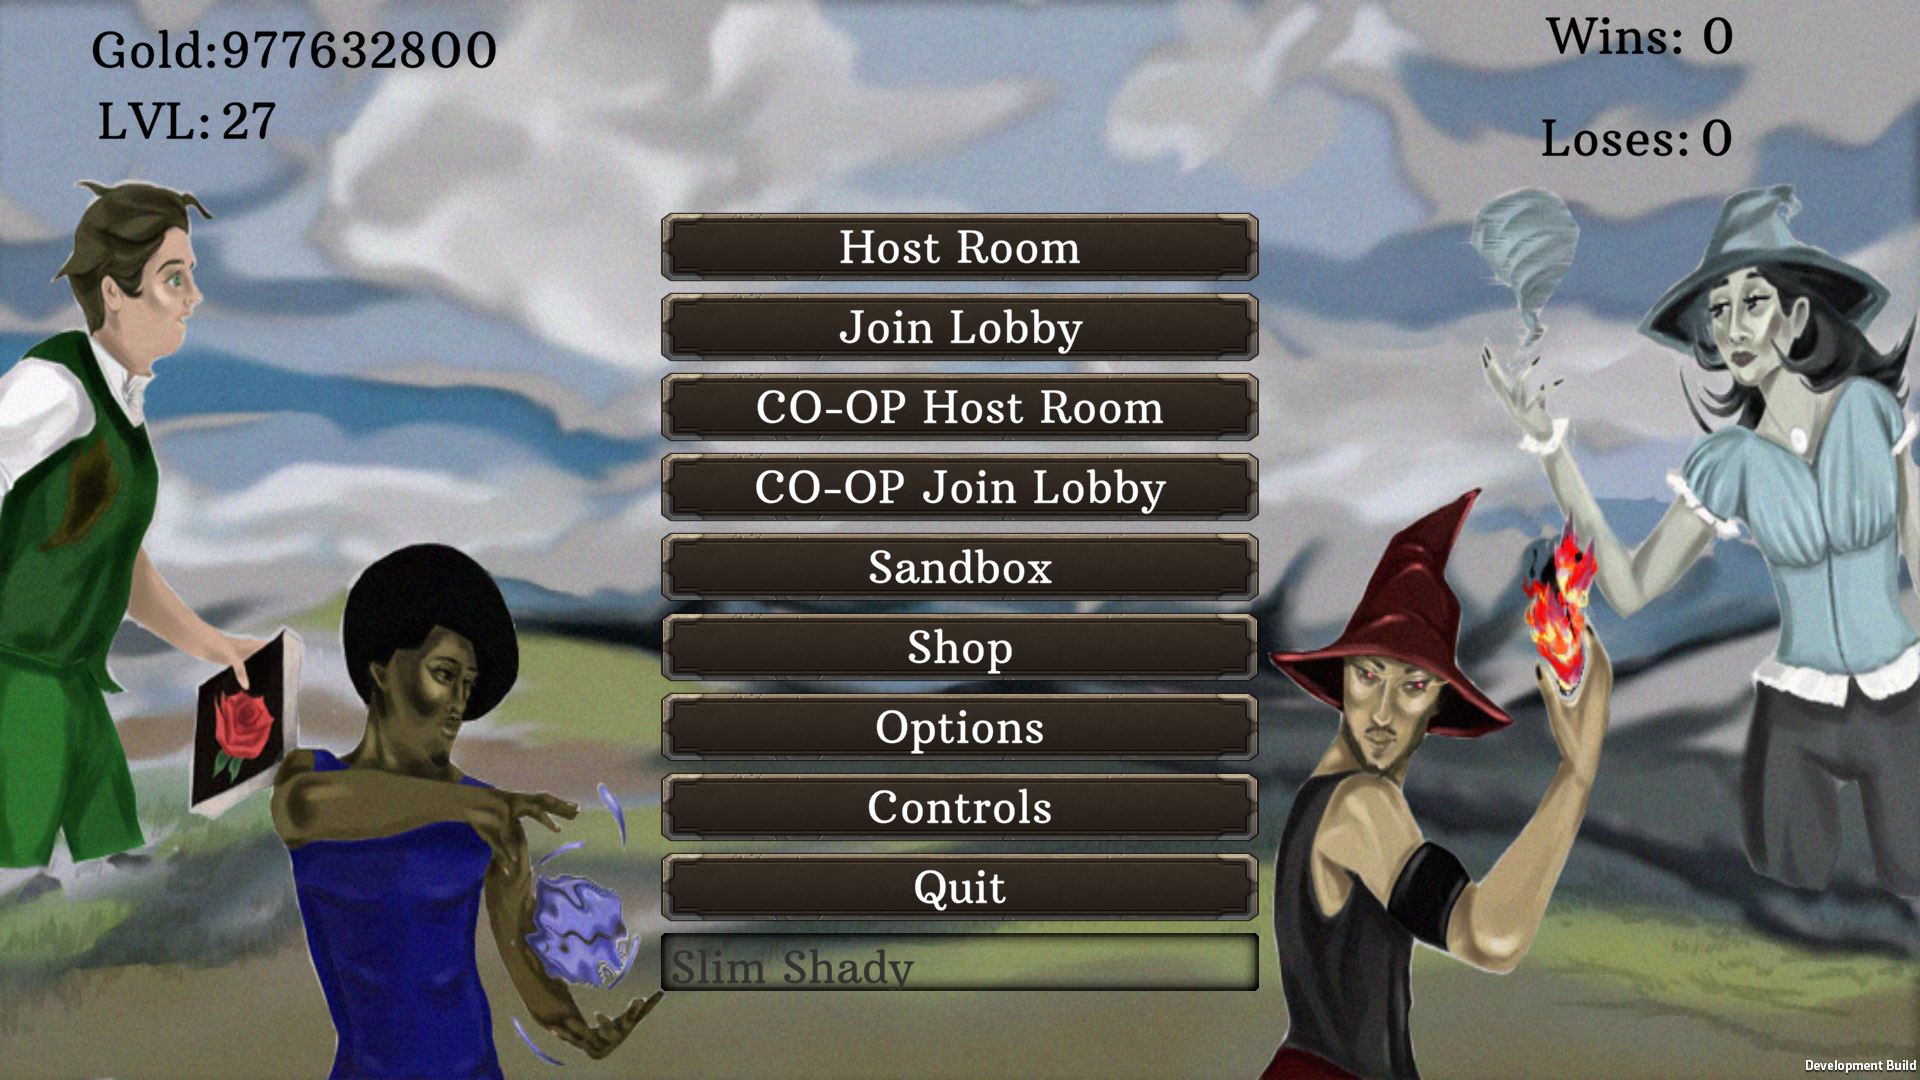 Gold:977632800
LVL: 27
Wins: 0
Loses: 0
Host Room
Join Lobby
CO-OP Host Room
CO-OP Join Lobby
Sandbox
Shop
Options
Controls
Quit
Slim Shady
Development Build